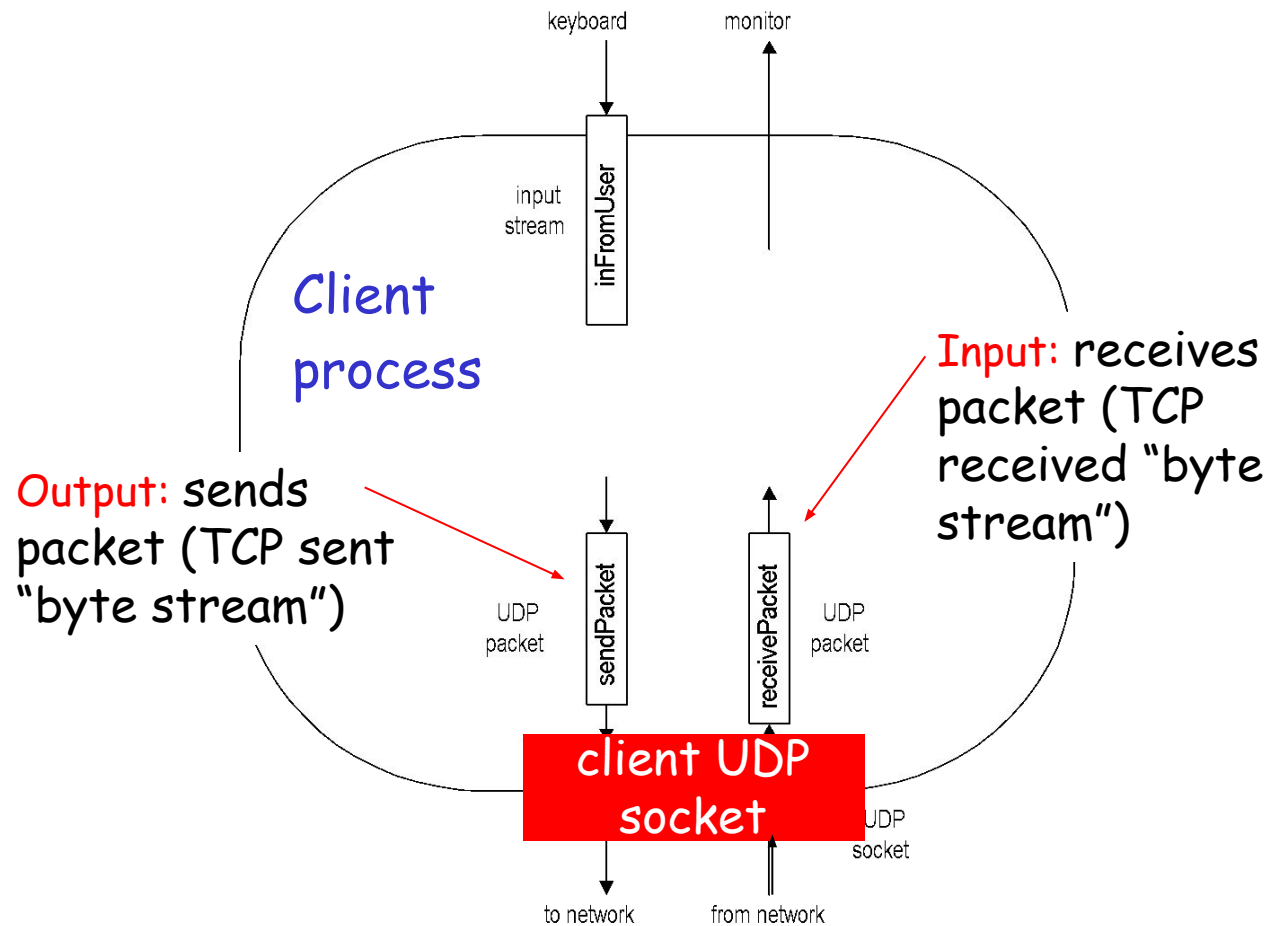 keyboard
monitor
inFromUser
input
stream
Client
process
Input: receives
packet (TCP
received “byte
stream”)
Output: sends
packet (TCP sent
“byte stream”)
sendPacket
UDP
packet
receivePacket
UDP
packet
client UDP
socket
UDP
socket
to network
from network